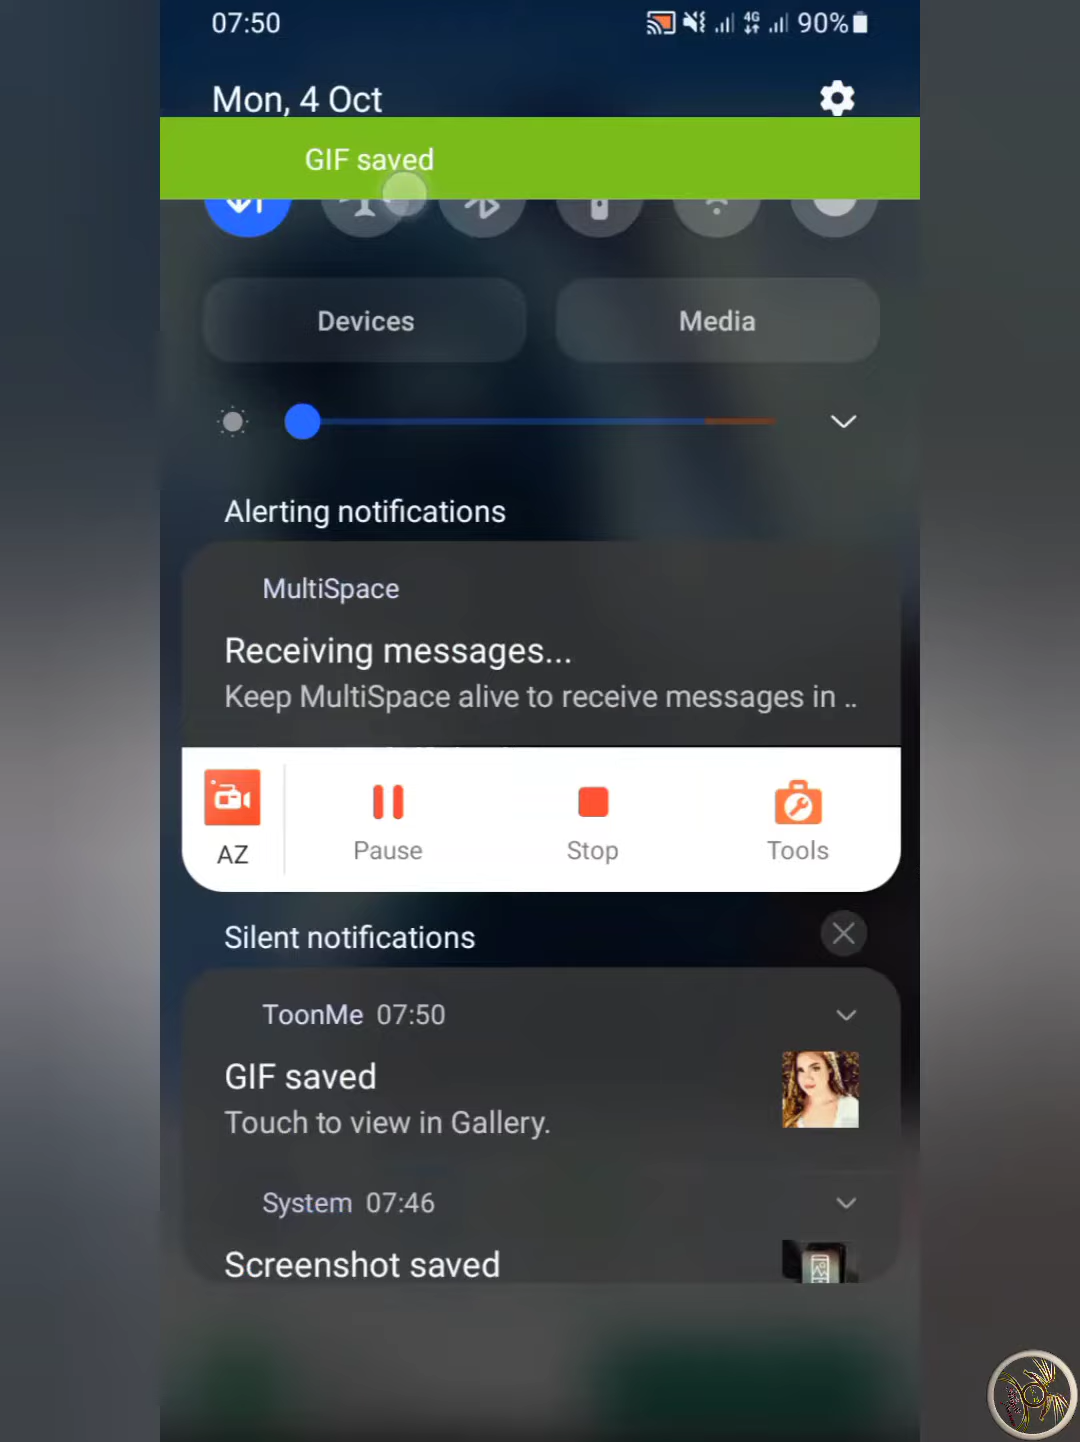 07:50 4G 90%
Mon, 4 Oct
GIF saved
Devices Media
Alerting notifications
MultiSpace
Receiving messages...
Keep MultiSpace alive to receive messages in ..
AZ Pause Stop Tools
Silent notifications
ToonMe 07:50
GIF saved
Touch to view in Gallery.
System 07:46
Screenshot saved